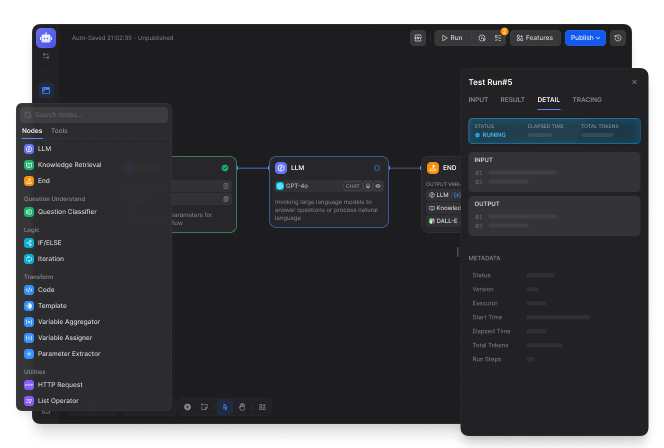 Auto-Saved 21:02:35 · Unpublished
Run
2
Features
Publish
Search nodes...
Nodes
Tools
LLM
Knowledge Retrieval
End
Question Understand
Question Classifier
Logic
IF/ELSE
Iteration
Transform
Code
Template
Variable Aggregator
Variable Assigner
Parameter Extractor
Utilities
HTTP Request
List Operator
parameters for
flow
LLM
GPT-4o
CHAT
Invoking large language models to
answer questions or process natural
language
END
OUTPUT VARIA
LLM
Knowled
DALL-E
Test Run#5
INPUT RESULT DETAIL TRACING
STATUS ELAPSED TIME TOTAL TOKENS
RUNING
INPUT
01
02
OUTPUT
01
02
METADATA
Status
Version
Executor
Start Time
Elapsed Time
Total Tokens
Run Steps